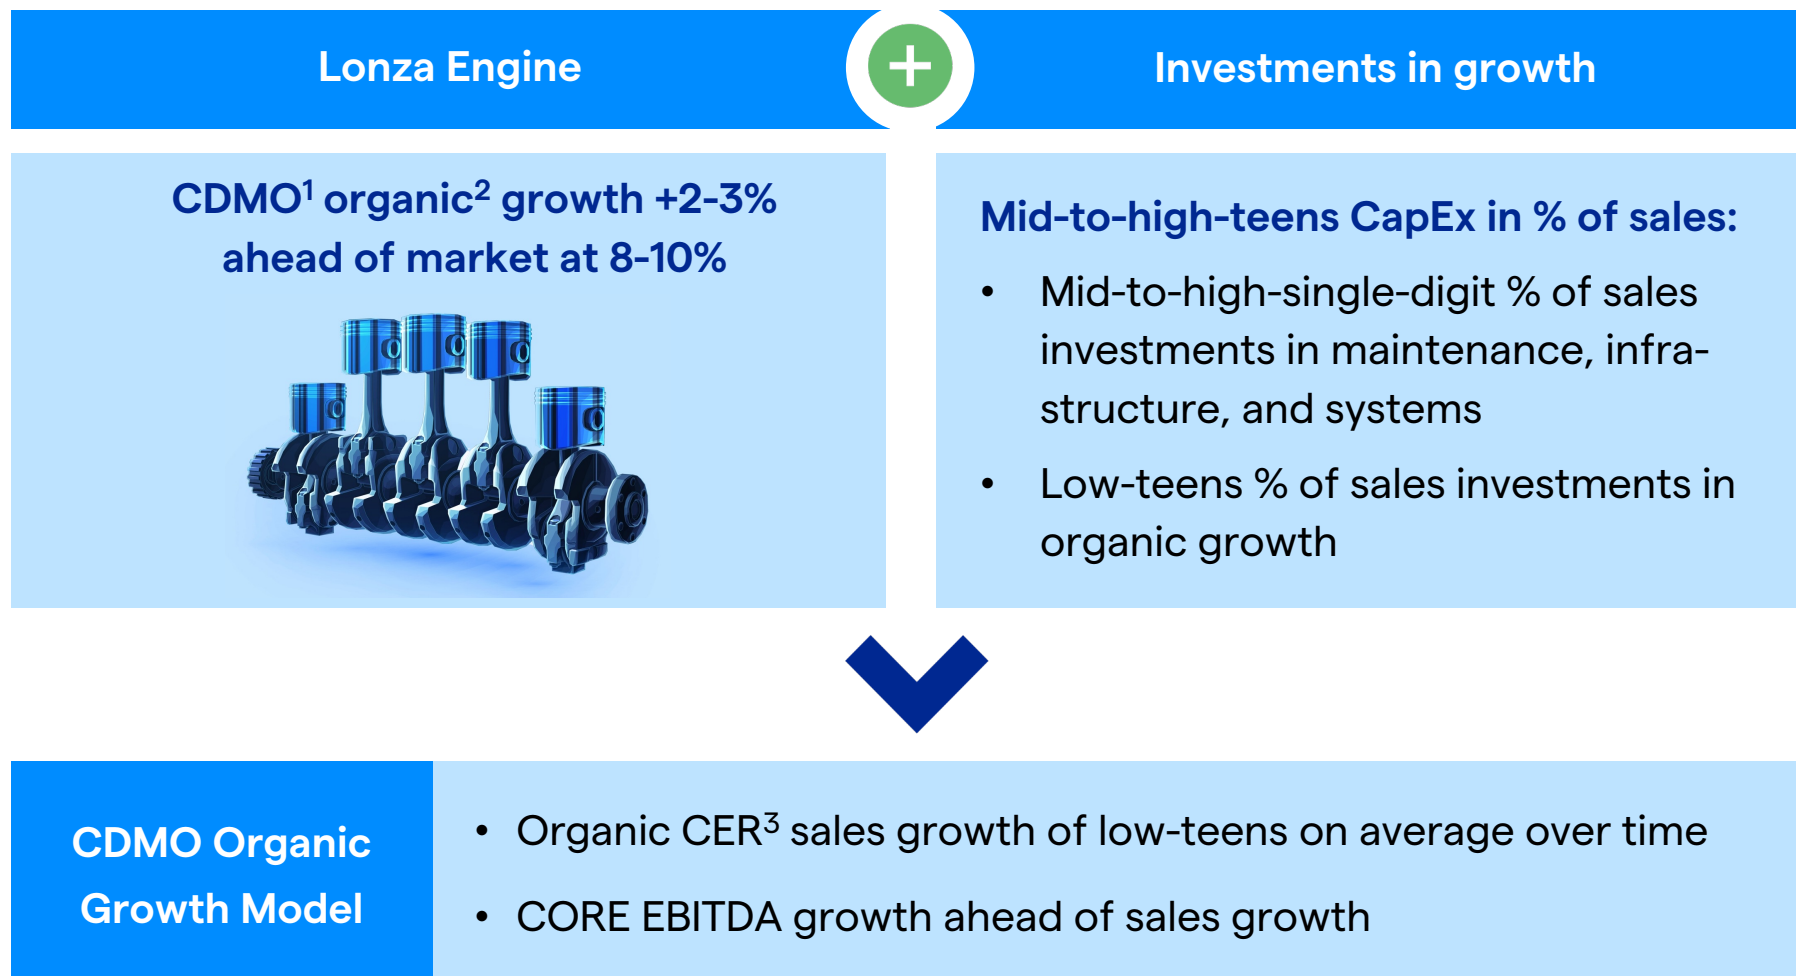 Lonza Engine
Investments in growth
CDMO¹ organic² growth +2-3%
ahead of market at 8-10%
Mid-to-high-teens CapEx in % of sales:
• Mid-to-high-single-digit % of sales
investments in maintenance, infra-
structure, and systems
• Low-teens % of sales investments in
organic growth
CDMO Organic
Growth Model
• Organic CER³ sales growth of low-teens on average over time
• CORE EBITDA growth ahead of sales growth